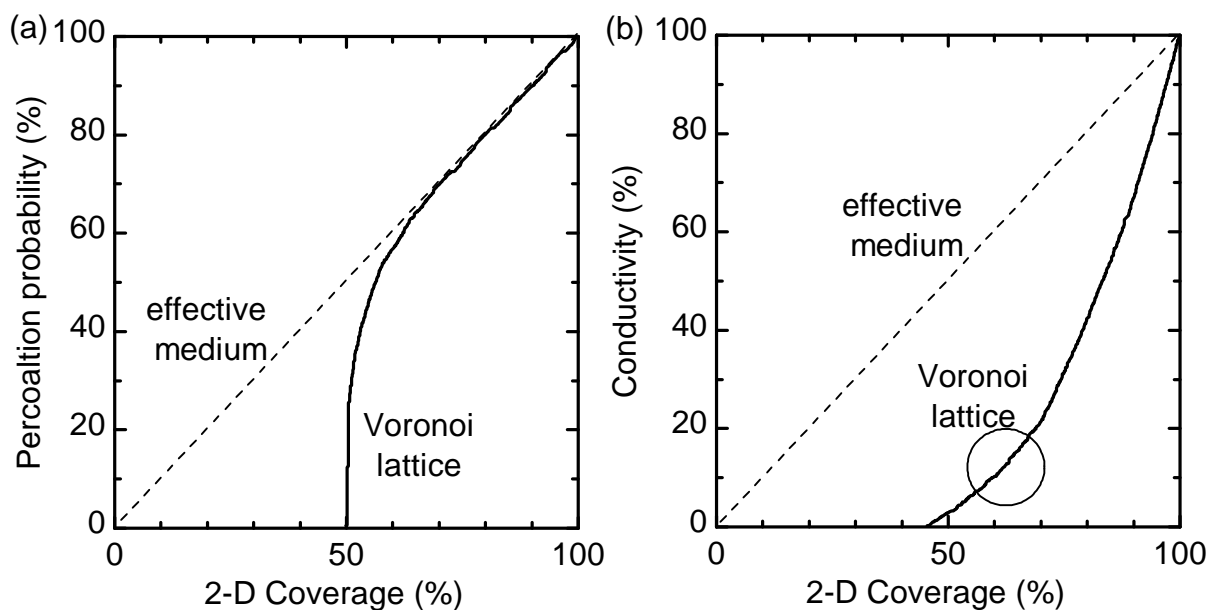 (a)
100
80
60
40
20
0
Percoaltion probability (%)
effective
medium
Voronoi
lattice
0
50
100
2-D Coverage (%)
(b)
100
80
60
40
20
0
Conductivity (%)
effective
medium
Voronoi
lattice
0
50
100
2-D Coverage (%)